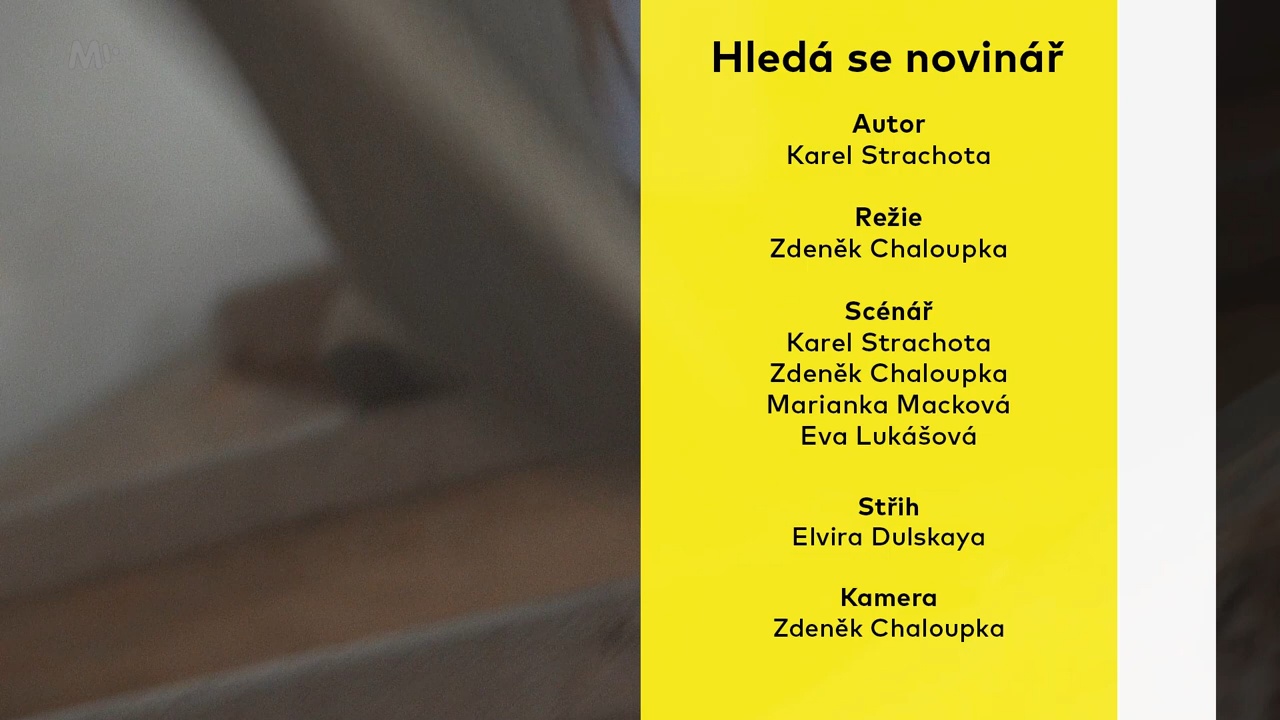 Hledá se novinář
Autor
Karel Strachota
Režie
Zdeněk Chaloupka
Scénář
Karel Strachota
Zdeněk Chaloupka
Marianka Macková
Eva Lukášová
Střih
Elvira Dulskaya
Kamera
Zdeněk Chaloupka